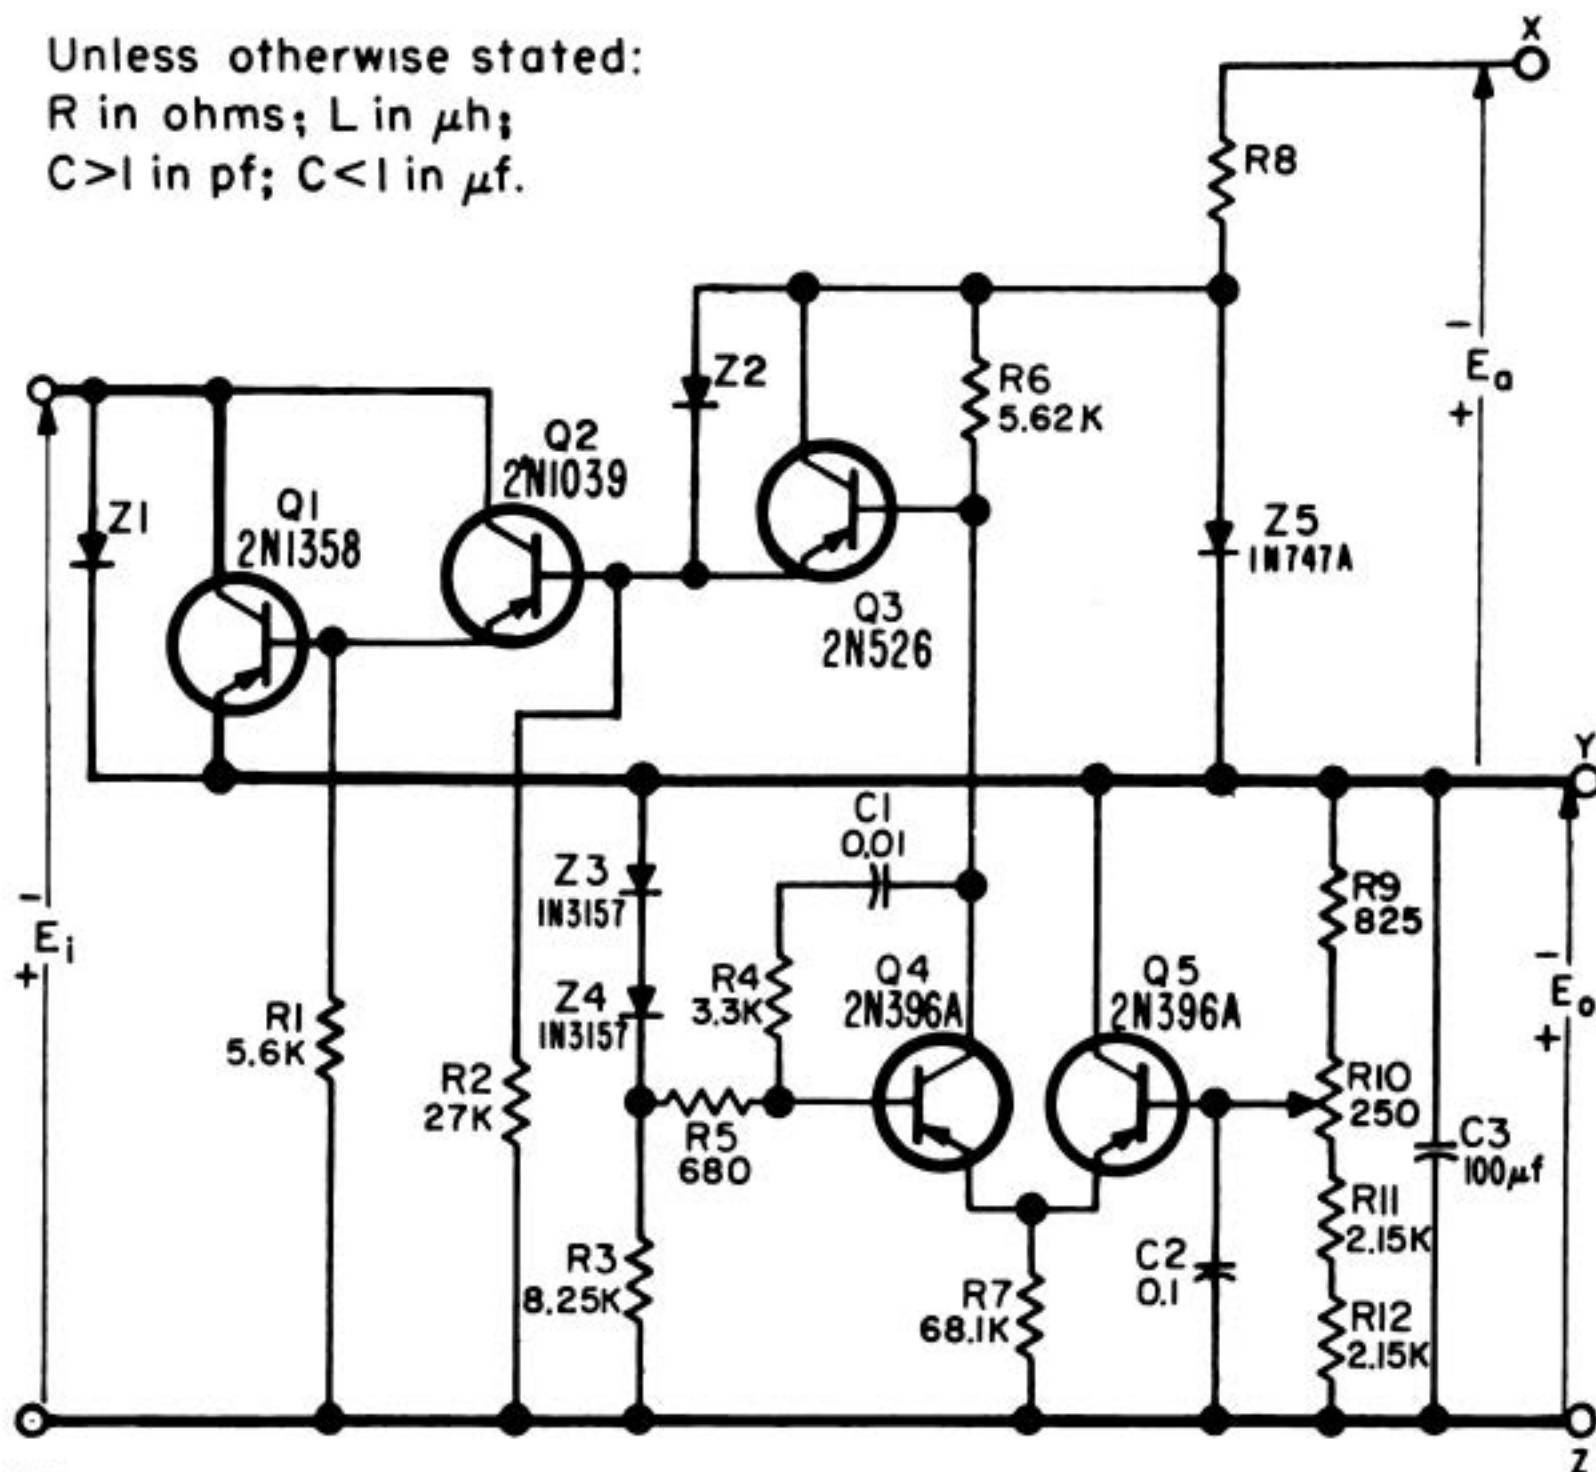 Unless otherwise stated:
R in ohms; L in μh;
C>1 in pf; C<1 in μf.
X
R8
-
Ea
+
Z2
R6
5.62K
Q2
2N1039
Z1
Q1
2N1358
Z5
1N747A
Q3
2N526
Y
C1
0.01
Z3
1N3157
R9
825
-
Ei
+
Q4
2N396A
Q5
2N396A
R4
3.3K
-
Eo
+
Z4
1N3157
R1
5.6K
R2
27K
R10
250
R5
680
C3
100μf
R11
2.15K
C2
0.1
R3
8.25K
R7
68.1K
R12
2.15K
Z